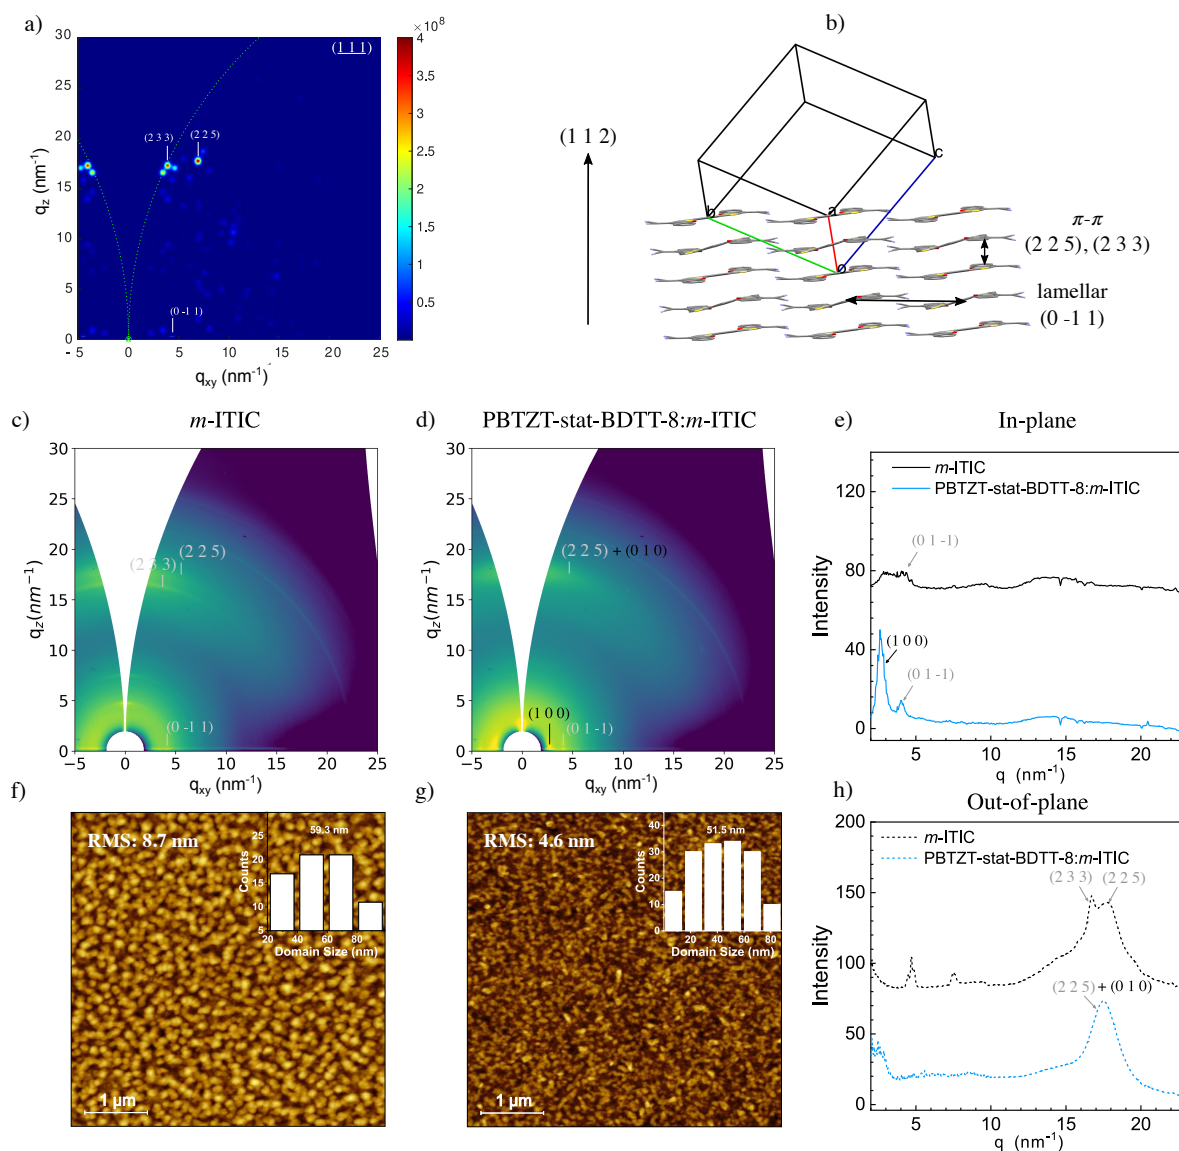 a)
×10⁸
(1 1 1)
30
25
20
15
10
5
0
q_z (nm⁻¹)
(2 3 3)
(2 2 5)
(0 -1 1)
- 5
0
5
10
15
20
25
q_xy (nm⁻¹)
4
3.5
3
2.5
2
1.5
1
0.5
b)
(1 1 2)
c
b
a
o
π-π
(2 2 5), (2 3 3)
lamellar
(0 -1 1)
c)
m-ITIC
30
25
20
15
10
5
0
q_z(nm⁻¹)
(2 3 3)
(2 2 5)
(0 -1 1)
−5
0
5
10
15
20
25
q_xy (nm⁻¹)
d)
PBTZT-stat-BDTT-8:m-ITIC
30
25
20
15
10
5
0
q_z(nm⁻¹)
(2 2 5) + (0 1 0)
(1 0 0)
(0 1 -1)
−5
0
5
10
15
20
25
q_xy (nm⁻¹)
e)
In-plane
m-ITIC
PBTZT-stat-BDTT-8:m-ITIC
120
80
40
0
Intensity
(0 1 -1)
(1 0 0)
(0 1 -1)
5
10
15
20
q (nm⁻¹)
f)
RMS: 8.7 nm
59.3 nm
25
20
15
10
5
Counts
20
40
60
80
Domain Size (nm)
1 µm
g)
RMS: 4.6 nm
51.5 nm
40
30
20
10
0
Counts
20
40
60
80
Domain Size (nm)
1 µm
h)
Out-of-plane
m-ITIC
PBTZT-stat-BDTT-8:m-ITIC
200
150
100
50
0
Intensity
(2 3 3)
(2 2 5)
(2 2 5) + (0 1 0)
5
10
15
20
q (nm⁻¹)